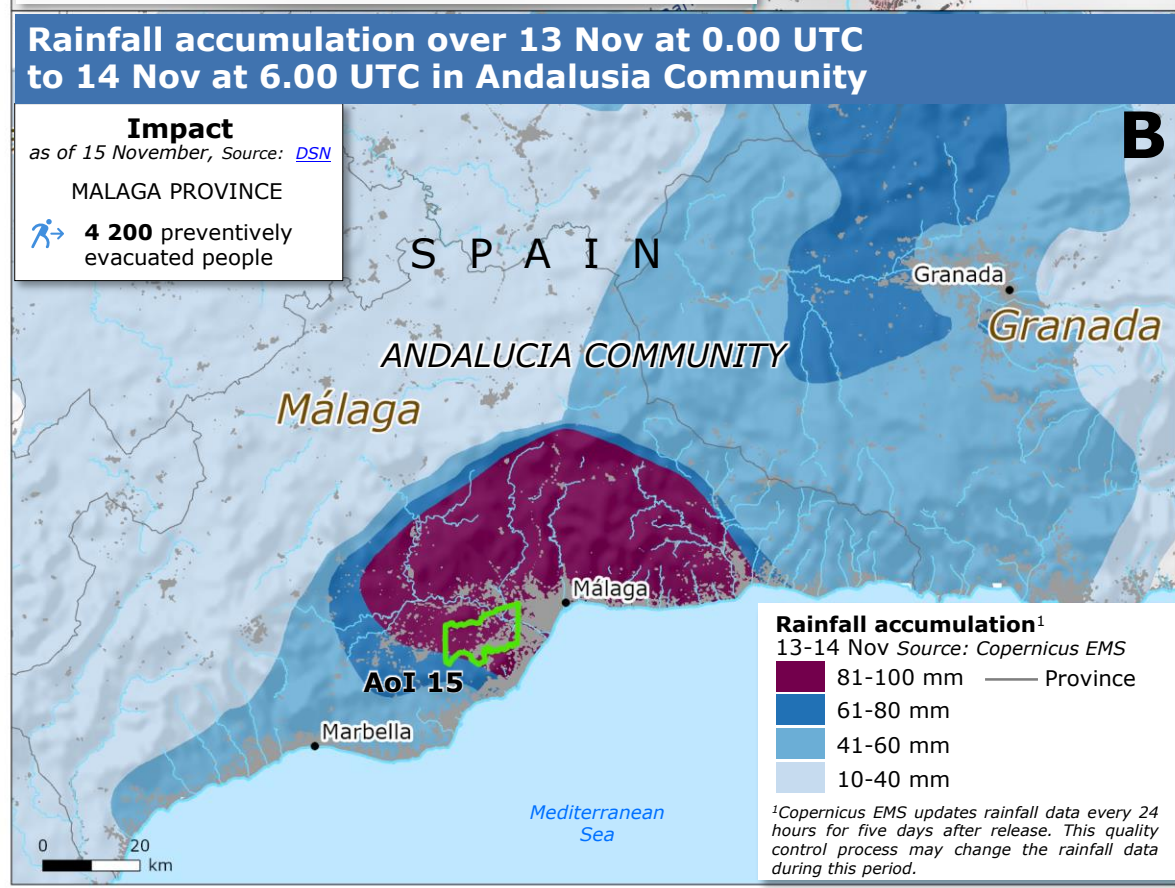 Rainfall accumulation over 13 Nov at 0.00 UTC
to 14 Nov at 6.00 UTC in Andalusia Community
B
Impact
as of 15 November, Source: DSN
MALAGA PROVINCE
4 200 preventively
evacuated people
SPAIN
Granada
Granada
ANDALUCIA COMMUNITY
Málaga
Málaga
AoI 15
Marbella
Mediterranean
Sea
0 20
km
Rainfall accumulation¹
13-14 Nov Source: Copernicus EMS
81-100 mm Province
61-80 mm
41-60 mm
10-40 mm
¹Copernicus EMS updates rainfall data every 24
hours for five days after release. This quality
control process may change the rainfall data
during this period.